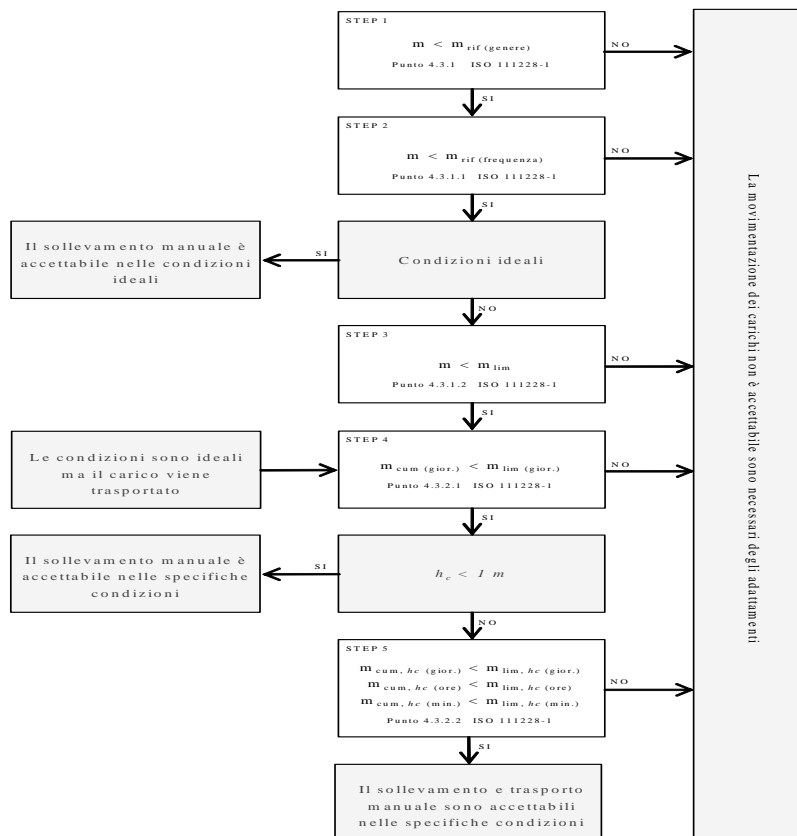 STEP 1
m < m rif (genere)
Punto 4.3.1 ISO 111228-1
NO
SI
STEP 2
m < m rif (frequenza)
Punto 4.3.1.1 ISO 111228-1
NO
SI
Il sollevamento manuale è
accettabile nelle condizioni
ideali
SI
Condizioni ideali
NO
STEP 3
m < m lim
Punto 4.3.1.2 ISO 111228-1
NO
SI
Le condizioni sono ideali
ma il carico viene
trasportato
STEP 4
m cum (gior.) < m lim (gior.)
Punto 4.3.2.1 ISO 111228-1
NO
SI
Il sollevamento manuale è
accettabile nelle specifiche
condizioni
SI
h c < 1 m
NO
STEP 5
m cum, hc (gior.) < m lim, hc (gior.)
m cum, hc (ore) < m lim, hc (ore)
m cum, hc (min.) < m lim, hc (min.)
Punto 4.3.2.2 ISO 111228-1
NO
SI
Il sollevamento e trasporto
manuale sono accettabili
nelle specifiche condizioni
La movimentazione dei carichi non è accettabile sono necessari degli adattamenti